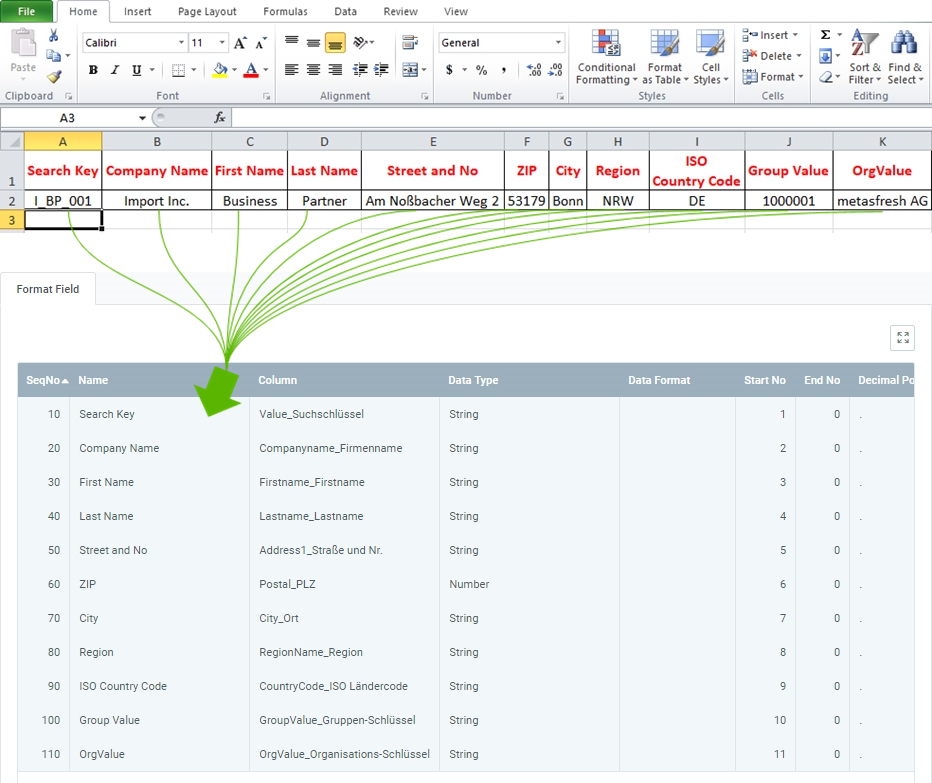 File Home Insert Page Layout Formulas Data Review View
Calibri 11 A A General Σ A Z
Paste B I U A $ % , .00 .0 Conditional Formatting Format as Table Cell Styles Insert Delete Format Sort & Filter Find & Select
Clipboard Font Alignment Number Styles Cells Editing
A3 fx
A B C D E F G H I J K
1 Search Key Company Name First Name Last Name Street and No ZIP City Region ISO Country Code Group Value OrgValue
2 I_BP_001 Import Inc. Business Partner Am Noßbacher Weg 2 53179 Bonn NRW DE 1000001 metasfresh AG
3
Format Field
SeqNo Name Column Data Type Data Format Start No End No Decimal Po
10 Search Key Value_Suchschlüssel String 1 0 .
20 Company Name Companyname_Firmenname String 2 0 .
30 First Name Firstname_Firstname String 3 0 .
40 Last Name Lastname_Lastname String 4 0 .
50 Street and No Address1_Straße und Nr. String 5 0 .
60 ZIP Postal_PLZ Number 6 0 .
70 City City_Ort String 7 0 .
80 Region RegionName_Region String 8 0 .
90 ISO Country Code CountryCode_ISO Ländercode String 9 0 .
100 Group Value GroupValue_Gruppen-Schlüssel String 10 0 .
110 OrgValue OrgValue_Organisations-Schlüssel String 11 0 .